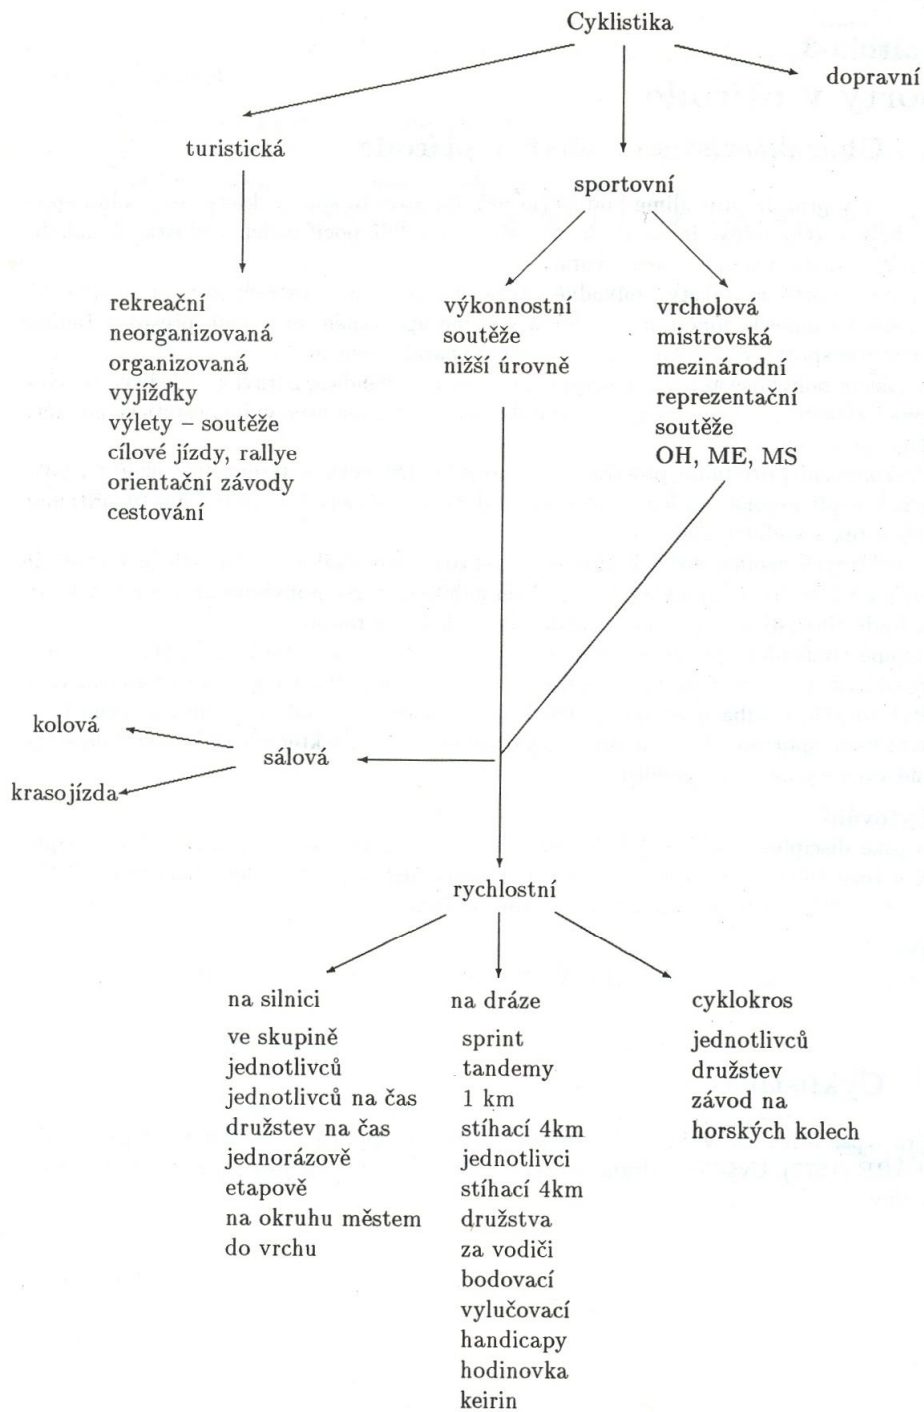 Cyklistika
dopravní
turistická
sportovní
rekreační
neorganizovaná
organizovaná
vyjížďky
výlety – soutěže
cílové jízdy, rallye
orientační závody
cestování
výkonnostní
soutěže
nižší úrovně
vrcholová
mistrovská
mezinárodní
reprezentační
soutěže
OH, ME, MS
kolová
sálová
krasojízda
rychlostní
na silnici
ve skupině
jednotlivců
jednotlivců na čas
družstev na čas
jednorázově
etapově
na okruhu městem
do vrchu
na dráze
sprint
tandemy
1 km
stíhací 4km
jednotlivci
stíhací 4km
družstva
za vodiči
bodovací
vylučovací
handicapy
hodinovka
keirin
cyklokros
jednotlivců
družstev
závod na
horských kolech